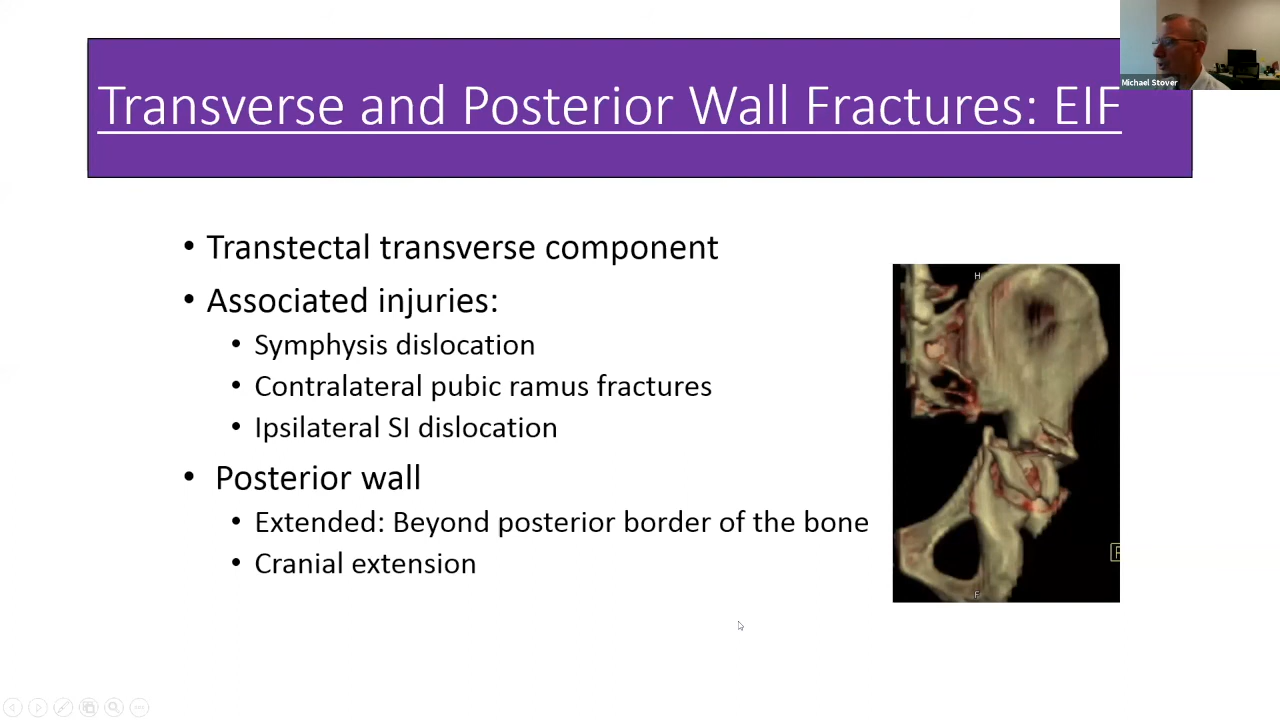 Michael Stover
Transverse and Posterior Wall Fractures: EIF
• Transtectal transverse component
• Associated injuries:
• Symphysis dislocation
• Contralateral pubic ramus fractures
• Ipsilateral SI dislocation
• Posterior wall
• Extended: Beyond posterior border of the bone
• Cranial extension
H
F